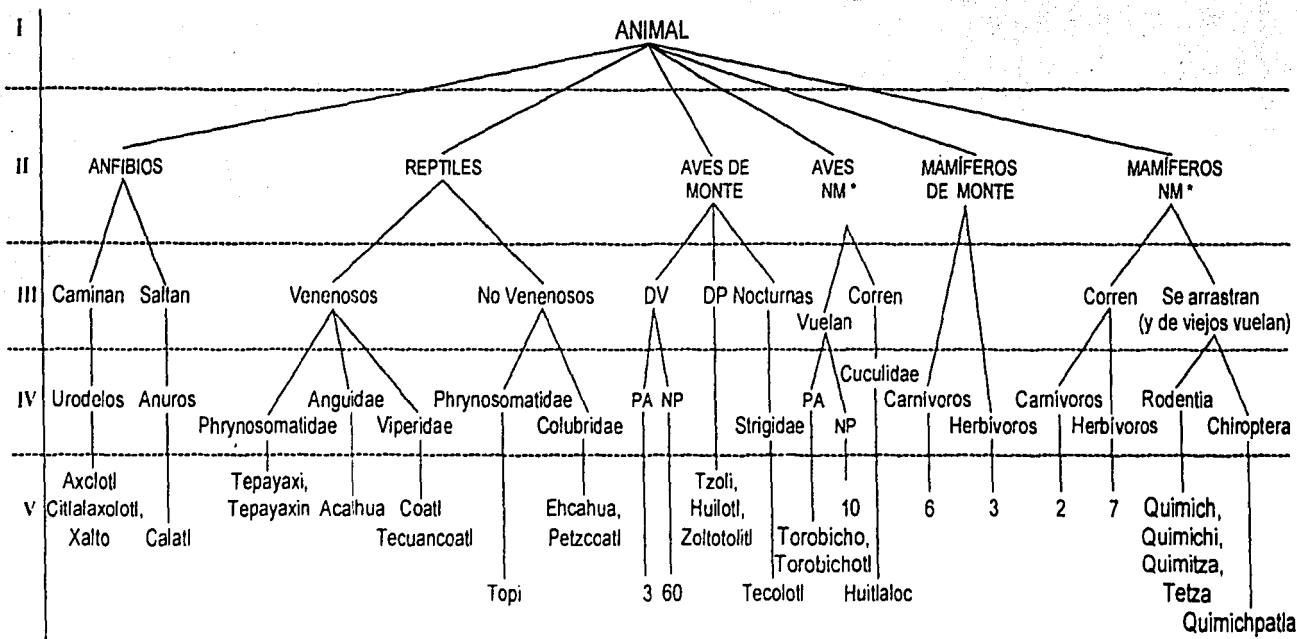 I
ANIMAL
II
ANFIBIOS
REPTILES
AVES DE
MONTE
AVES
NM *
MAMÍFEROS
DE MONTE
MAMÍFEROS
NM *
III
Caminan
Saltan
Venenosos
No Venenosos
DV
DP
Nocturnas
Vuelan
Corren
Corren
Se arrastran
(y de viejos vuelan)
IV
Urodelos
Anuros
Phrynosomatidae
Anguidae
Viperidae
Phrynosomatidae
Colubridae
PA
NP
Strigidae
PA
NP
Cuculidae
Carnívoros
Herbivoros
Carnívoros
Herbivoros
Rodentia
Chiroptera
V
Axclotl
Citlalaxolotl,
Xalto
Calatl
Tepayaxi,
Tepayaxin
Acalhua
Coatl
Tecuancoatl
Topi
Ehcahua,
Petzcoatl
3
60
Tzoli,
Huilotl,
Zoltotolitl
Tecolotl
Torobicho,
Torobichotl
10
Huitlaloc
6
3
2
7
Quimich,
Quimichi,
Quimitza,
Tetza
Quimichpatla